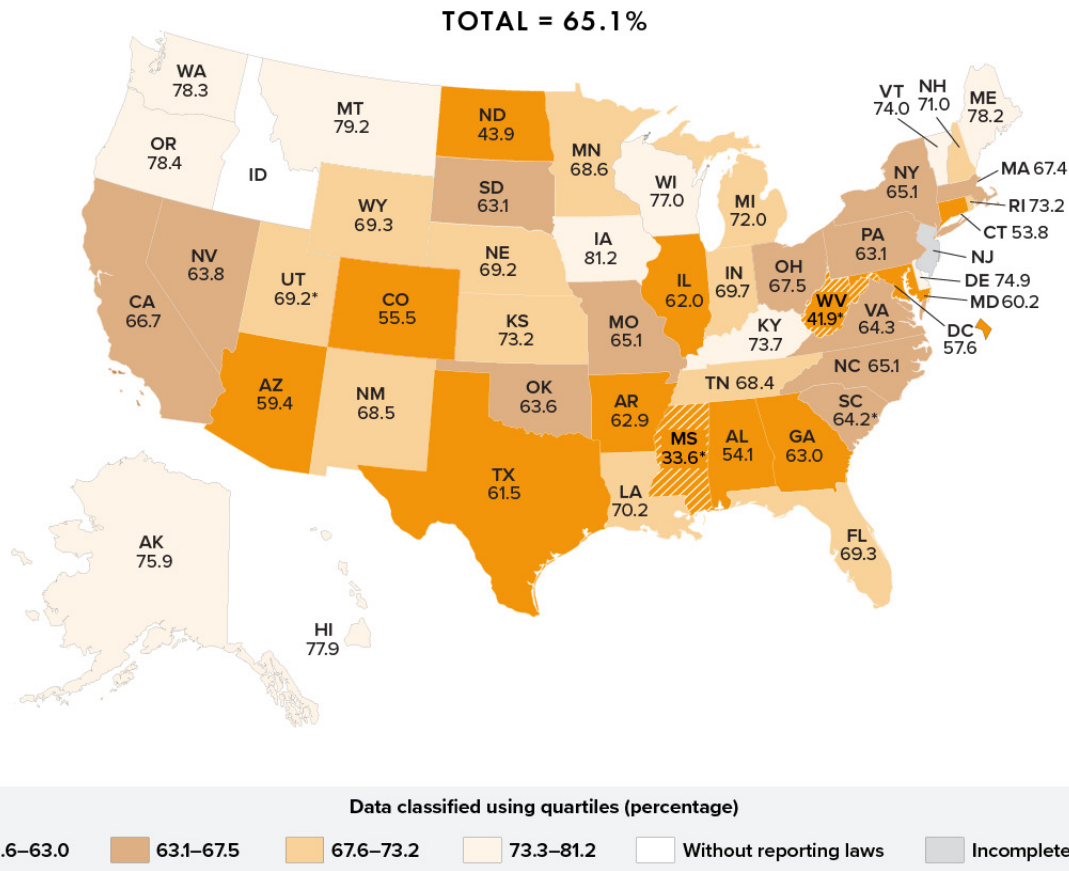 TOTAL = 65.1%
WA
78.3
OR
78.4
ID
MT
79.2
ND
43.9
MN
68.6
SD
63.1
WY
69.3
WI
77.0
MI
72.0
VT
74.0
NH
71.0
ME
78.2
NY
65.1
MA 67.4
RI 73.2
CT 53.8
NJ
DE 74.9
MD 60.2
DC
57.6
PA
63.1
NV
63.8
UT
69.2*
CA
66.7
CO
55.5
NE
69.2
IA
81.2
IL
62.0
IN
69.7
OH
67.5
WV
41.9*
VA
64.3
KS
73.2
MO
65.1
KY
73.7
NC 65.1
TN 68.4
SC
64.2*
AZ
59.4
NM
68.5
OK
63.6
AR
62.9
MS
33.6*
AL
54.1
GA
63.0
TX
61.5
LA
70.2
FL
69.3
AK
75.9
HI
77.9
Data classified using quartiles (percentage)
.6–63.0
63.1–67.5
67.6–73.2
73.3–81.2
Without reporting laws
Incomplete